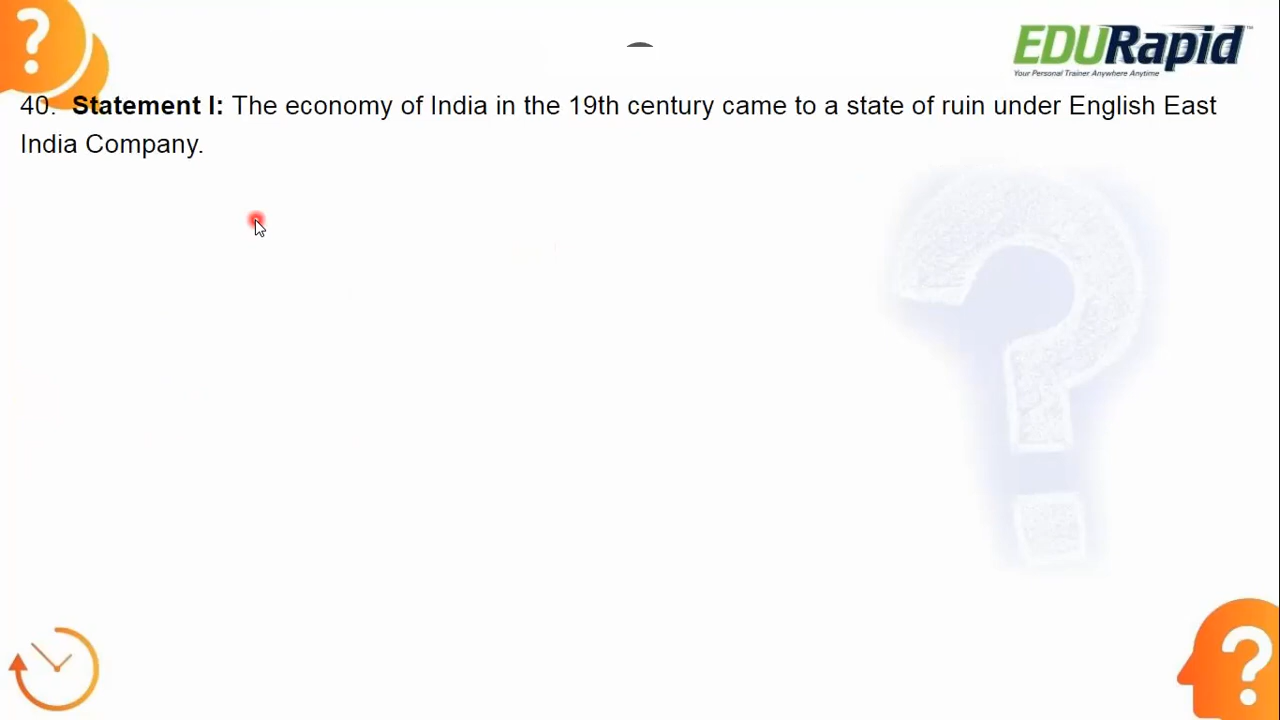 EDURapid™
Your Personal Trainer Anywhere Anytime
40. Statement I: The economy of India in the 19th century came to a state of ruin under English East
India Company.